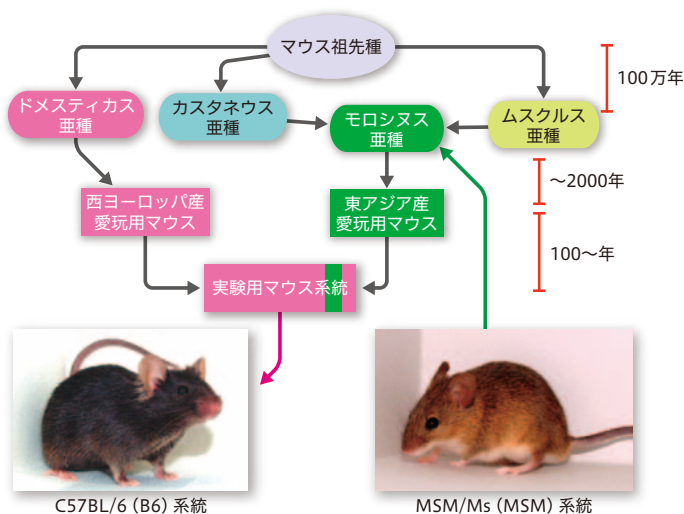 マウス祖先種
100万年
ドメスティカス
亜種
カスタネウス
亜種
モロシヌス
亜種
ムスクルス
亜種
～2000年
西ヨーロッパ産
愛玩用マウス
東アジア産
愛玩用マウス
100～年
実験用マウス系統
C57BL/6（B6）系統
MSM/Ms（MSM）系統